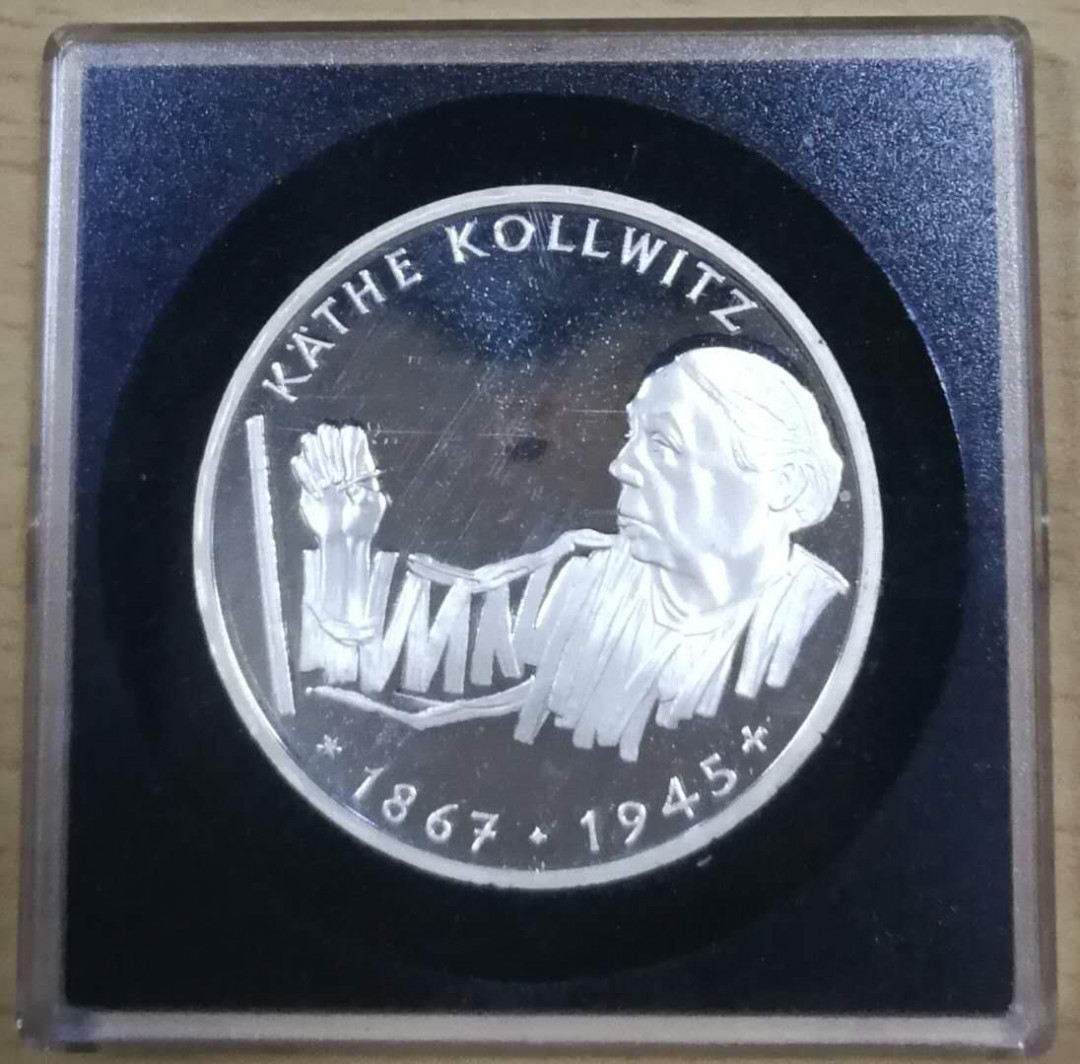 KÄTHE KOLLWITZ
* 1867 · 1945 +